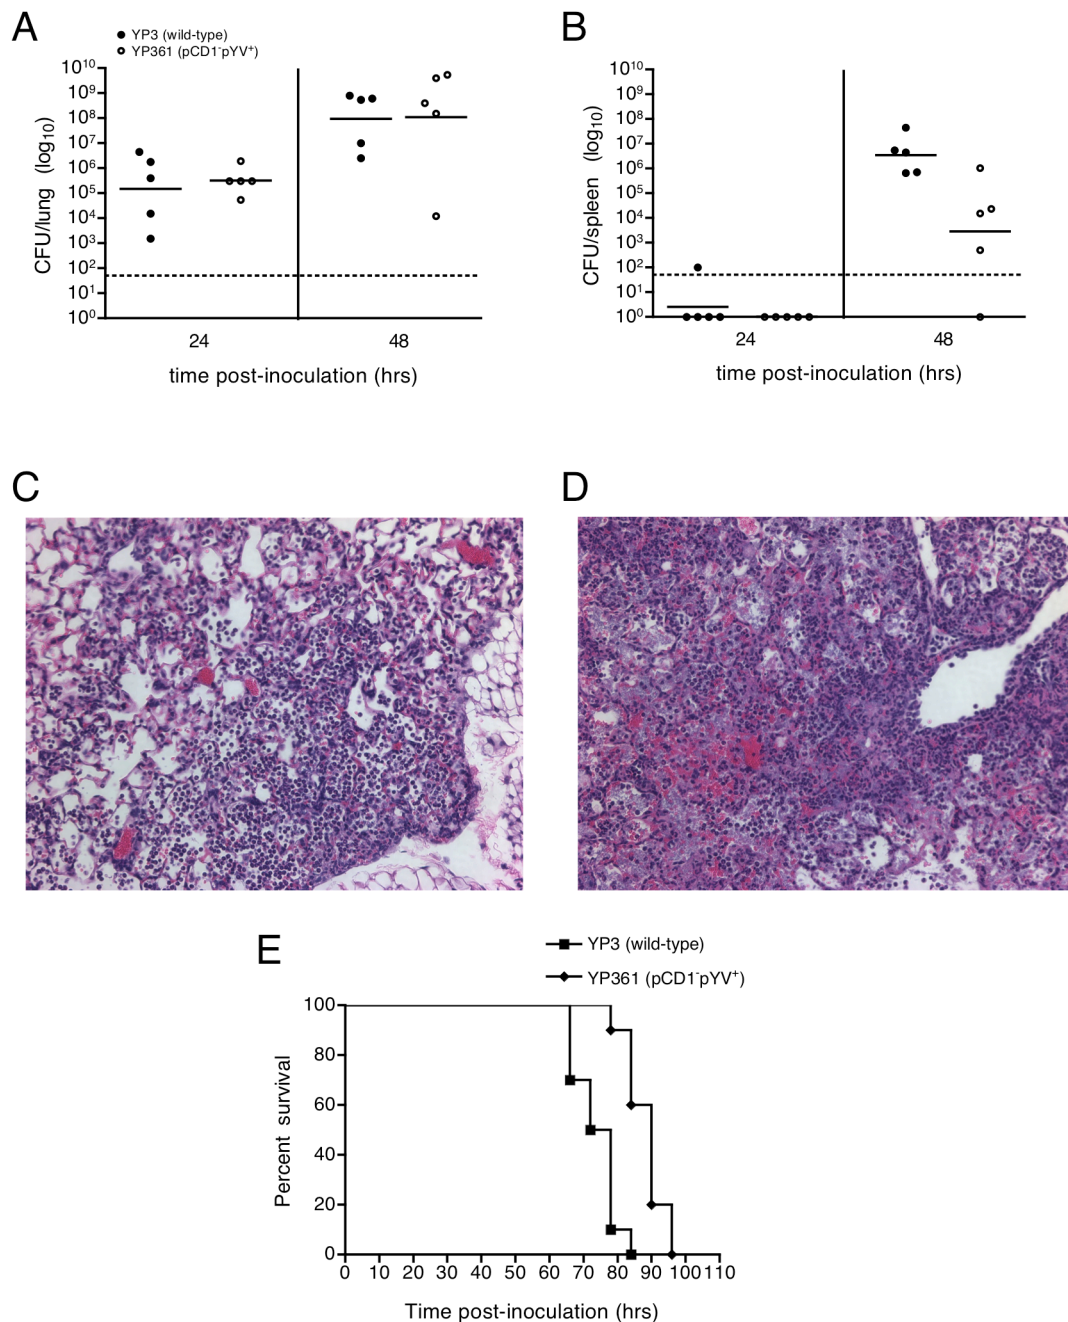 A
B
YP3 (wild-type)
YP361 (pCD1⁻pYV⁺)
CFU/lung (log₁₀)
10¹⁰
10⁹
10⁸
10⁷
10⁶
10⁵
10⁴
10³
10²
10¹
10⁰
24 48
time post-inoculation (hrs)
CFU/spleen (log₁₀)
10¹⁰
10⁹
10⁸
10⁷
10⁶
10⁵
10⁴
10³
10²
10¹
10⁰
24 48
time post-inoculation (hrs)
C
D
E
YP3 (wild-type)
YP361 (pCD1⁻pYV⁺)
Percent survival
100
80
60
40
20
0
0 10 20 30 40 50 60 70 80 90 100 110
Time post-inoculation (hrs)